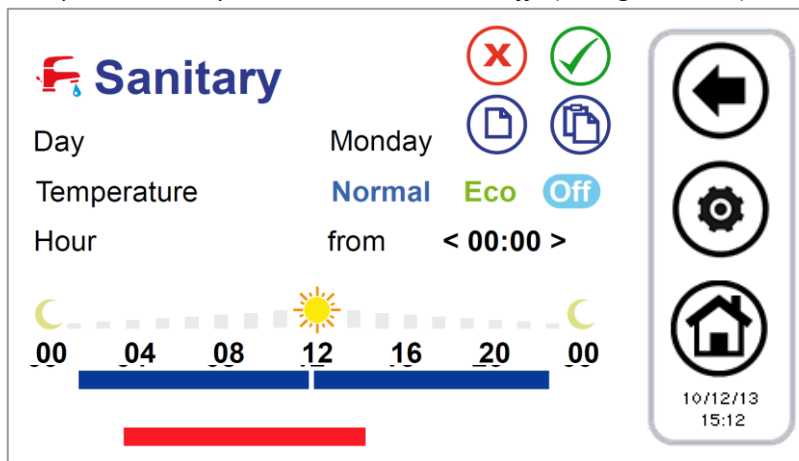 Sanitary
Day Monday
Temperature Normal Eco Off
Hour from < 00:00 >
00 04 08 12 16 20 00
10/12/13
15:12